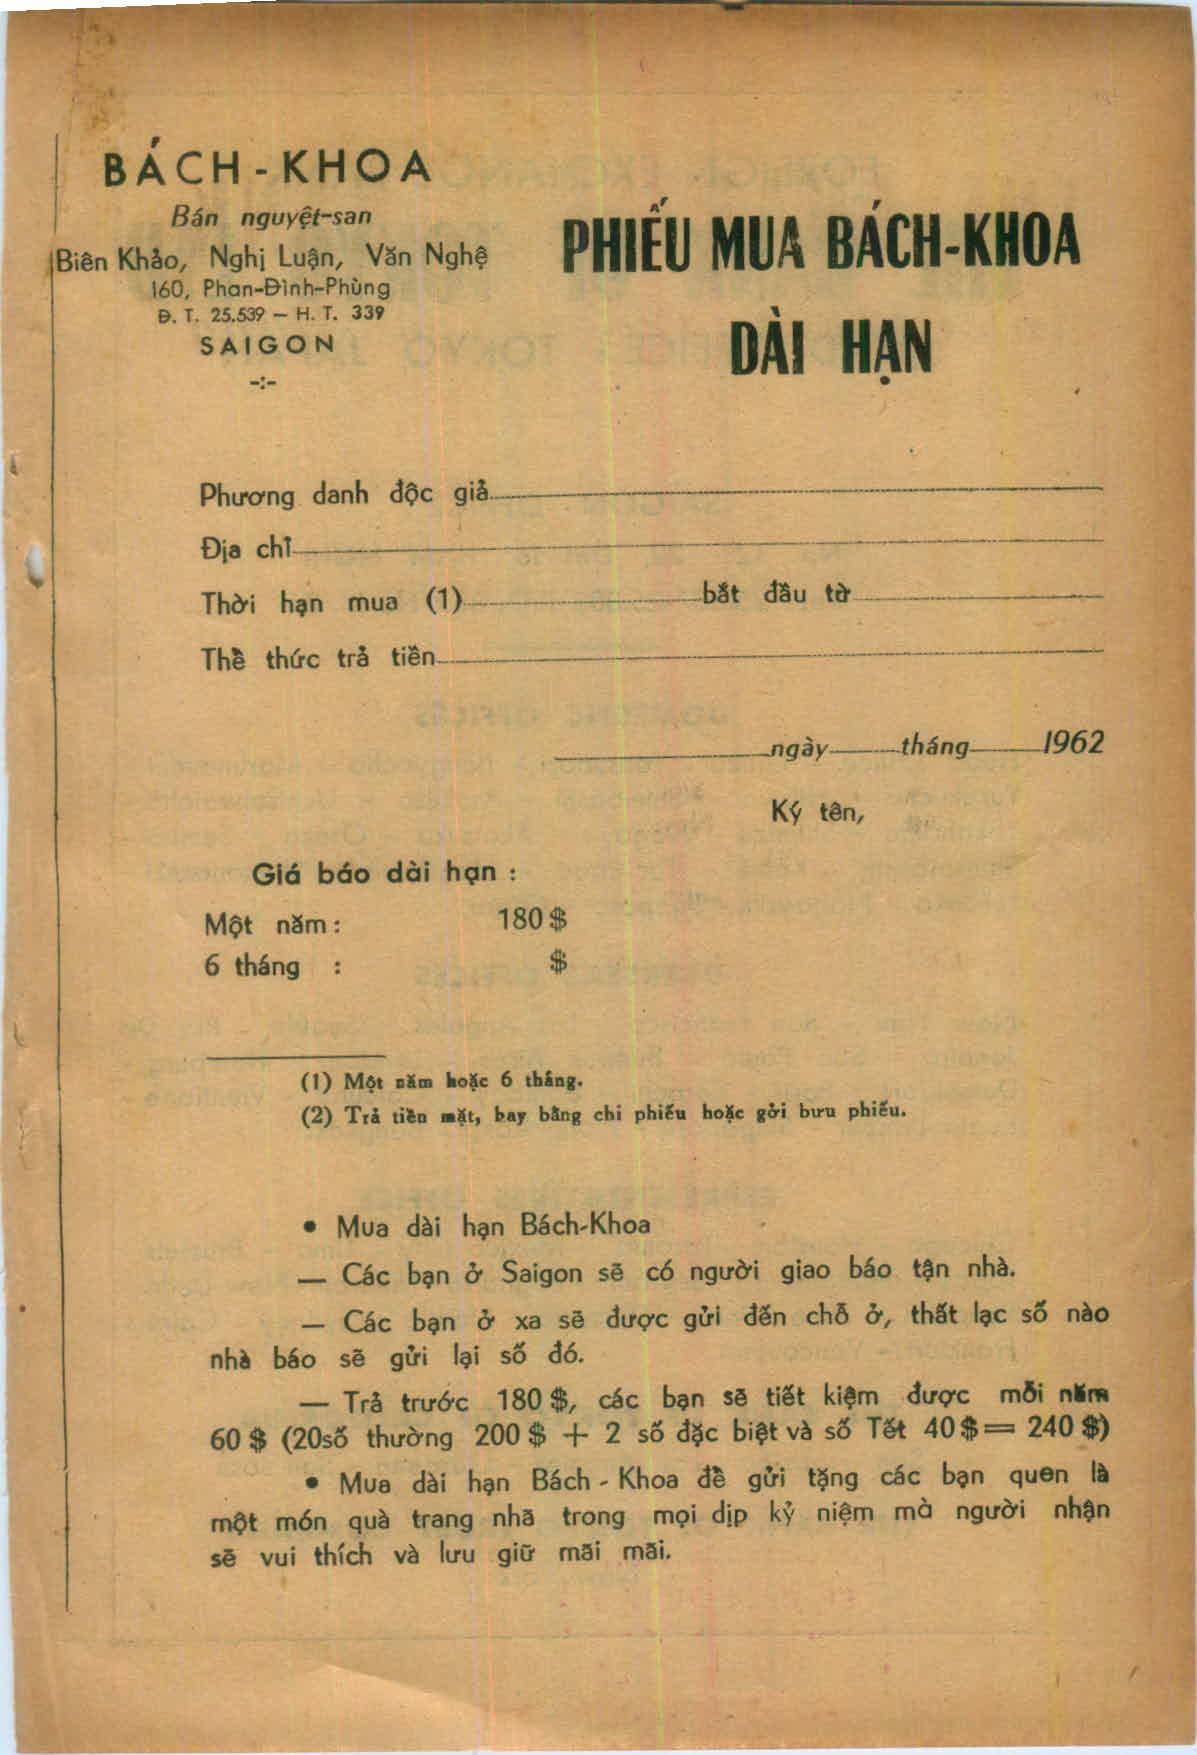 BÁCH - KHOA
Bán nguyệt-san
Biên Khảo, Nghị Luận, Văn Nghệ
160, Phan-Đình-Phùng
Đ. T. 25.539 — H. T. 339
SAIGON
-:-
PHIẾU MUA BÁCH-KHOA
DÀI HẠN
Phương danh độc giả
Địa chỉ
Thời hạn mua (1) bắt đầu từ
Thề thức trả tiền
ngày tháng 1962
Ký tên,
Giá báo dài hạn :
Một năm : 180 $
6 tháng : $
(1) Một năm hoặc 6 tháng.
(2) Trả tiền mặt, hay bằng chi phiếu hoặc gởi bưu phiếu.
• Mua dài hạn Bách-Khoa
— Các bạn ở Saigon sẽ có người giao báo tận nhà.
— Các bạn ở xa sẽ được gửi đến chỗ ở, thất lạc số nào
nhà báo sẽ gửi lại số đó.
— Trả trước 180 $, các bạn sẽ tiết kiệm được mỗi năm
60 $ (20số thường 200 $ + 2 số đặc biệt và số Tết 40 $ = 240 $)
• Mua dài hạn Bách - Khoa đề gửi tặng các bạn quen là
một món quà trang nhã trong mọi dịp kỷ niệm mà người nhận
sẽ vui thích và lưu giữ mãi mãi.